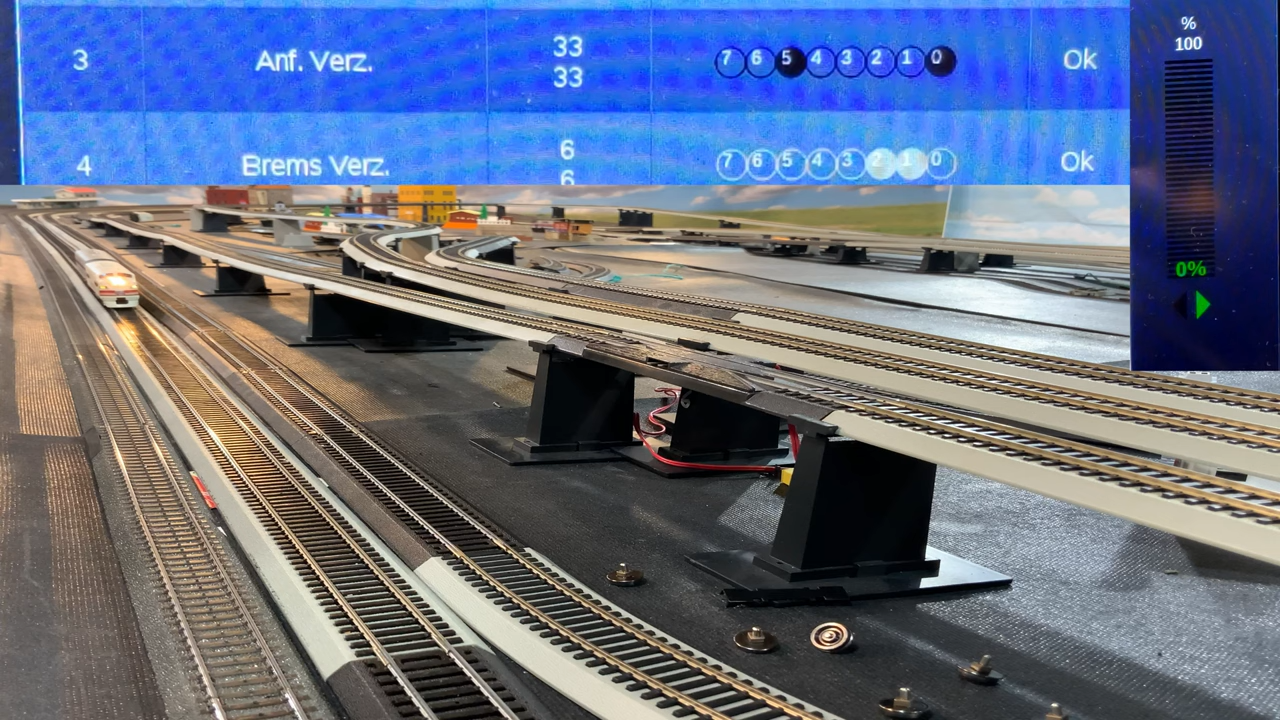 3 Anf. Verz. 33 7 6 5 4 3 2 1 0 Ok
33
4 Brems Verz. 6 7 6 5 4 3 2 1 0 Ok
6
%
100
0%